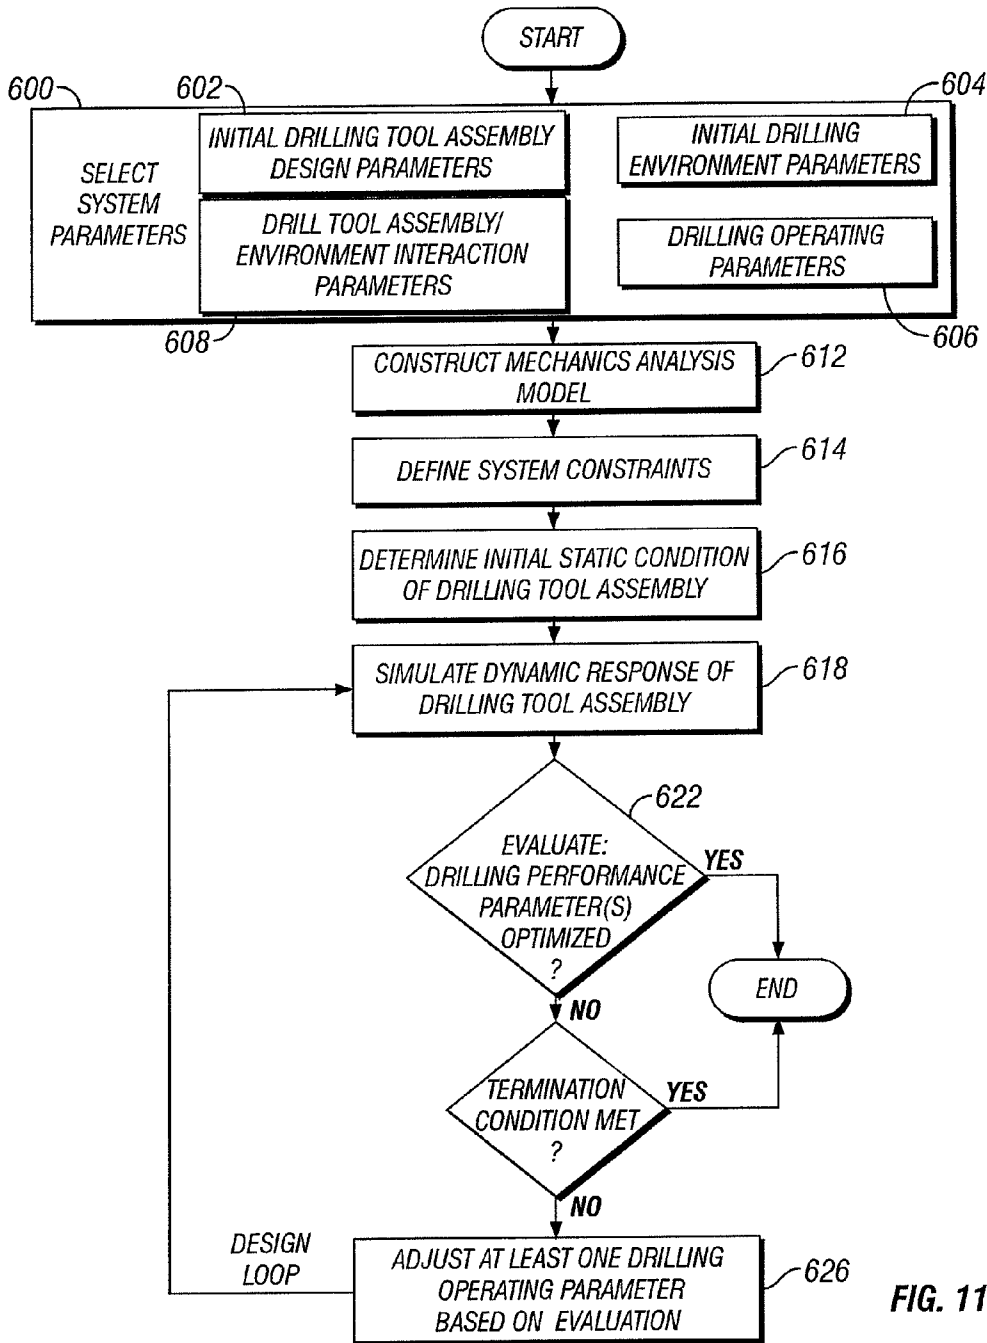 START
600
602
604
SELECT
SYSTEM
PARAMETERS
INITIAL DRILLING TOOL ASSEMBLY
DESIGN PARAMETERS
INITIAL DRILLING
ENVIRONMENT PARAMETERS
DRILL TOOL ASSEMBLY/
ENVIRONMENT INTERACTION
PARAMETERS
DRILLING OPERATING
PARAMETERS
608
606
CONSTRUCT MECHANICS ANALYSIS
MODEL
612
DEFINE SYSTEM CONSTRAINTS
614
DETERMINE INITIAL STATIC CONDITION
OF DRILLING TOOL ASSEMBLY
616
SIMULATE DYNAMIC RESPONSE OF
DRILLING TOOL ASSEMBLY
618
622
EVALUATE:
DRILLING PERFORMANCE
PARAMETER(S)
OPTIMIZED
?
YES
END
NO
TERMINATION
CONDITION MET
?
YES
NO
DESIGN
LOOP
ADJUST AT LEAST ONE DRILLING
OPERATING PARAMETER
BASED ON EVALUATION
626
FIG. 11